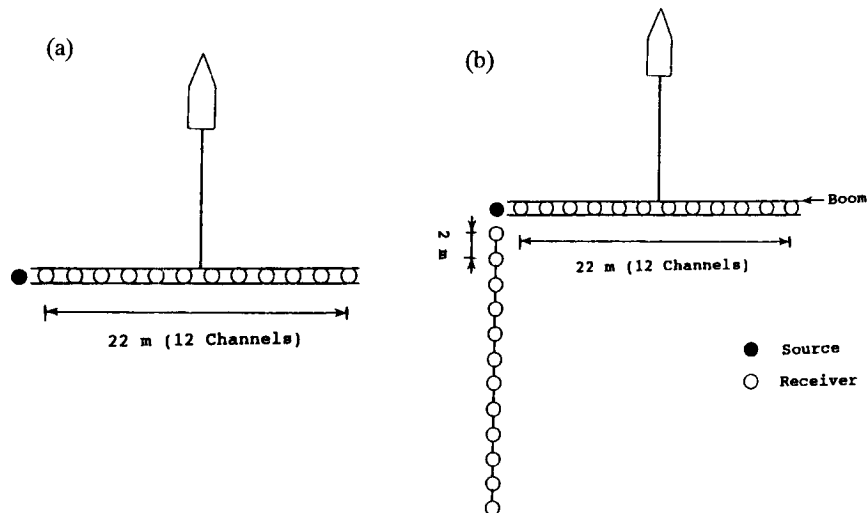 (a)
22 m (12 Channels)
(b)
Boom
2 m
22 m (12 Channels)
Source
Receiver